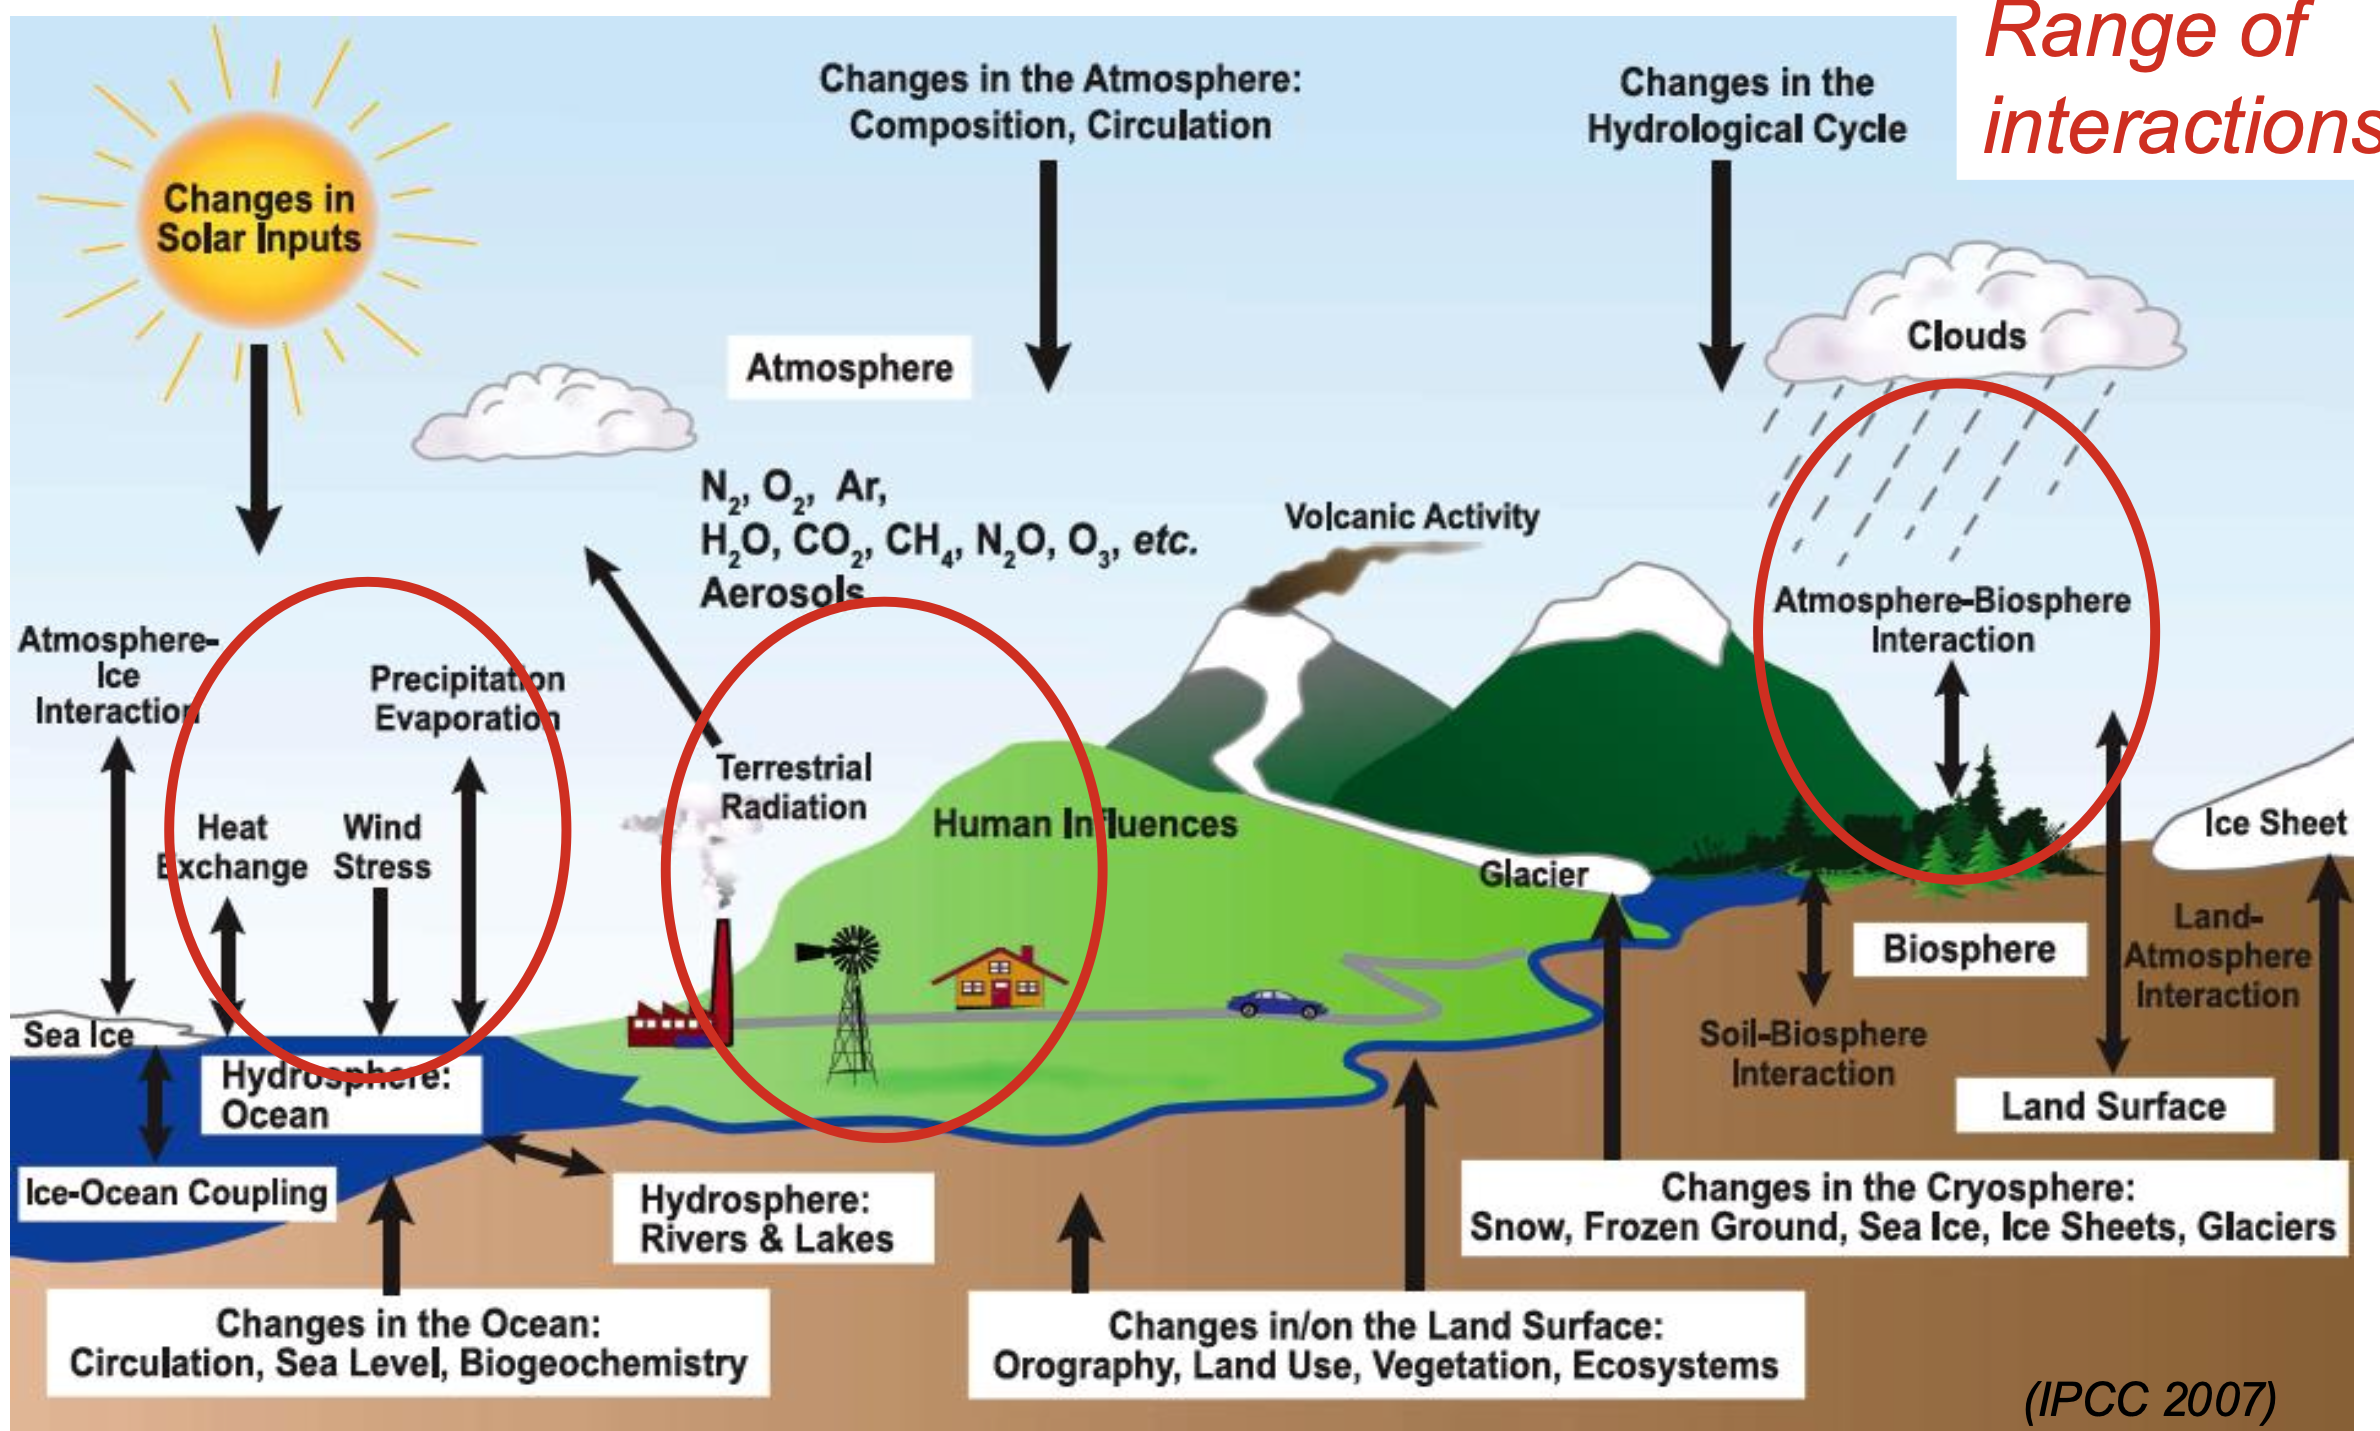 Range of
interactions
Changes in the Atmosphere:
Composition, Circulation
Changes in the
Hydrological Cycle
Changes in
Solar Inputs
Clouds
Atmosphere
N₂, O₂, Ar,
H₂O, CO₂, CH₄, N₂O, O₃, etc.
Aerosols
Volcanic Activity
Atmosphere-Biosphere
Interaction
Atmosphere-
Ice
Interaction
Precipitation
Evaporation
Terrestrial
Radiation
Heat
Exchange
Wind
Stress
Human Influences
Glacier
Ice Sheet
Land-
Atmosphere
Interaction
Biosphere
Sea Ice
Soil-Biosphere
Interaction
Hydrosphere:
Ocean
Land Surface
Ice-Ocean Coupling
Hydrosphere:
Rivers & Lakes
Changes in the Cryosphere:
Snow, Frozen Ground, Sea Ice, Ice Sheets, Glaciers
Changes in the Ocean:
Circulation, Sea Level, Biogeochemistry
Changes in/on the Land Surface:
Orography, Land Use, Vegetation, Ecosystems
(IPCC 2007)